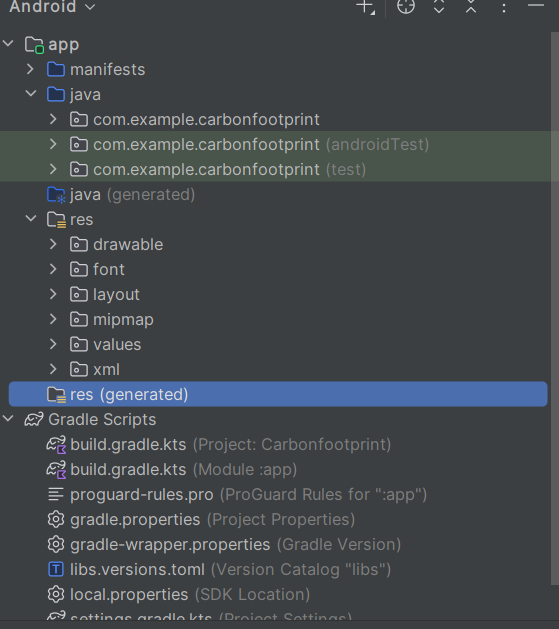 Android
app
manifests
java
com.example.carbonfootprint
com.example.carbonfootprint (androidTest)
com.example.carbonfootprint (test)
java (generated)
res
drawable
font
layout
mipmap
values
xml
res (generated)
Gradle Scripts
build.gradle.kts (Project: Carbonfootprint)
build.gradle.kts (Module :app)
proguard-rules.pro (ProGuard Rules for ":app")
gradle.properties (Project Properties)
gradle-wrapper.properties (Gradle Version)
libs.versions.toml (Version Catalog "libs")
local.properties (SDK Location)
settings.gradle.kts (Project Settings)